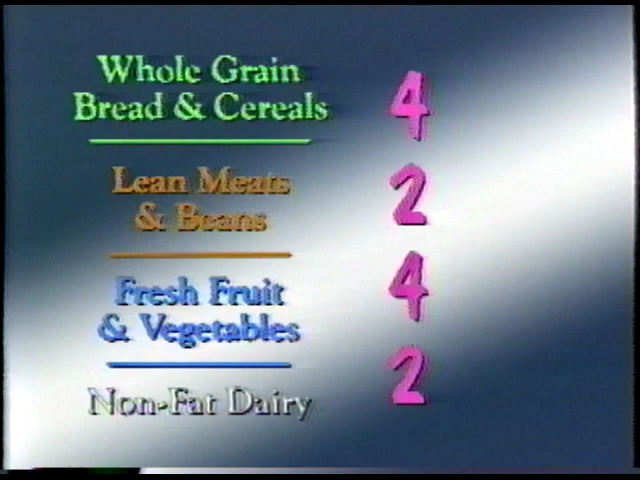 Whole Grain
Bread & Cereals 4
Lean Meats
& Beans 2
Fresh Fruit
& Vegetables 4
Non-Fat Dairy 2